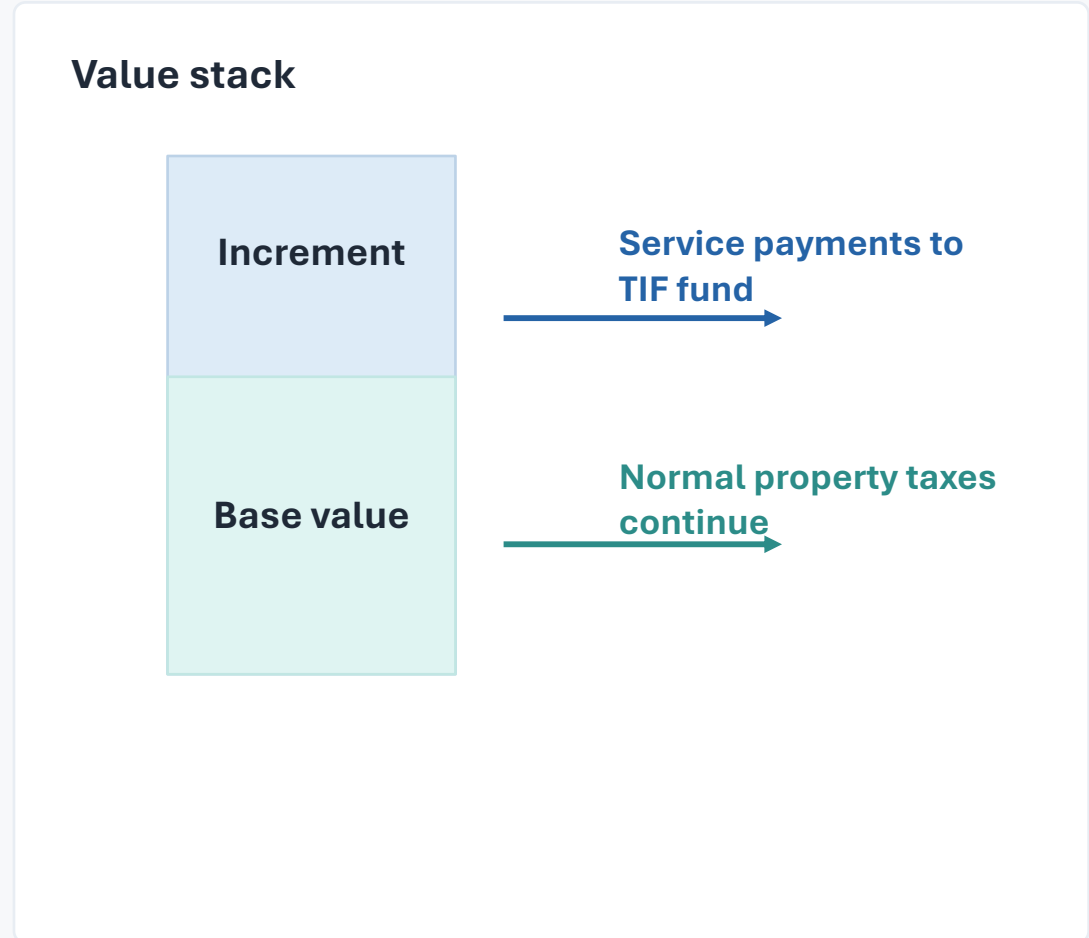 Value stack
Increment
Service payments to
TIF fund
Base value
Normal property taxes
continue